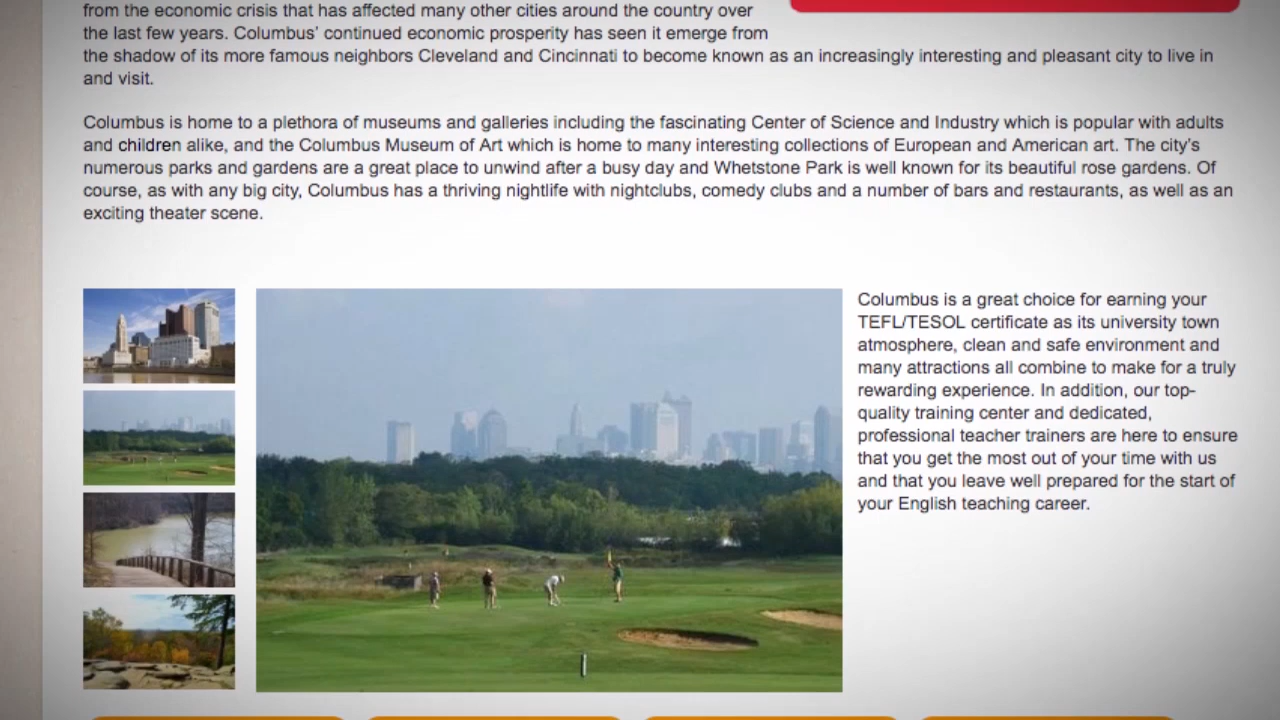 from the economic crisis that has affected many other cities around the country over
the last few years. Columbus' continued economic prosperity has seen it emerge from
the shadow of its more famous neighbors Cleveland and Cincinnati to become known as an increasingly interesting and pleasant city to live in
and visit.
Columbus is home to a plethora of museums and galleries including the fascinating Center of Science and Industry which is popular with adults
and children alike, and the Columbus Museum of Art which is home to many interesting collections of European and American art. The city's
numerous parks and gardens are a great place to unwind after a busy day and Whetstone Park is well known for its beautiful rose gardens. Of
course, as with any big city, Columbus has a thriving nightlife with nightclubs, comedy clubs and a number of bars and restaurants, as well as an
exciting theater scene.
Columbus is a great choice for earning your
TEFL/TESOL certificate as its university town
atmosphere, clean and safe environment and
many attractions all combine to make for a truly
rewarding experience. In addition, our top-
quality training center and dedicated,
professional teacher trainers are here to ensure
that you get the most out of your time with us
and that you leave well prepared for the start of
your English teaching career.